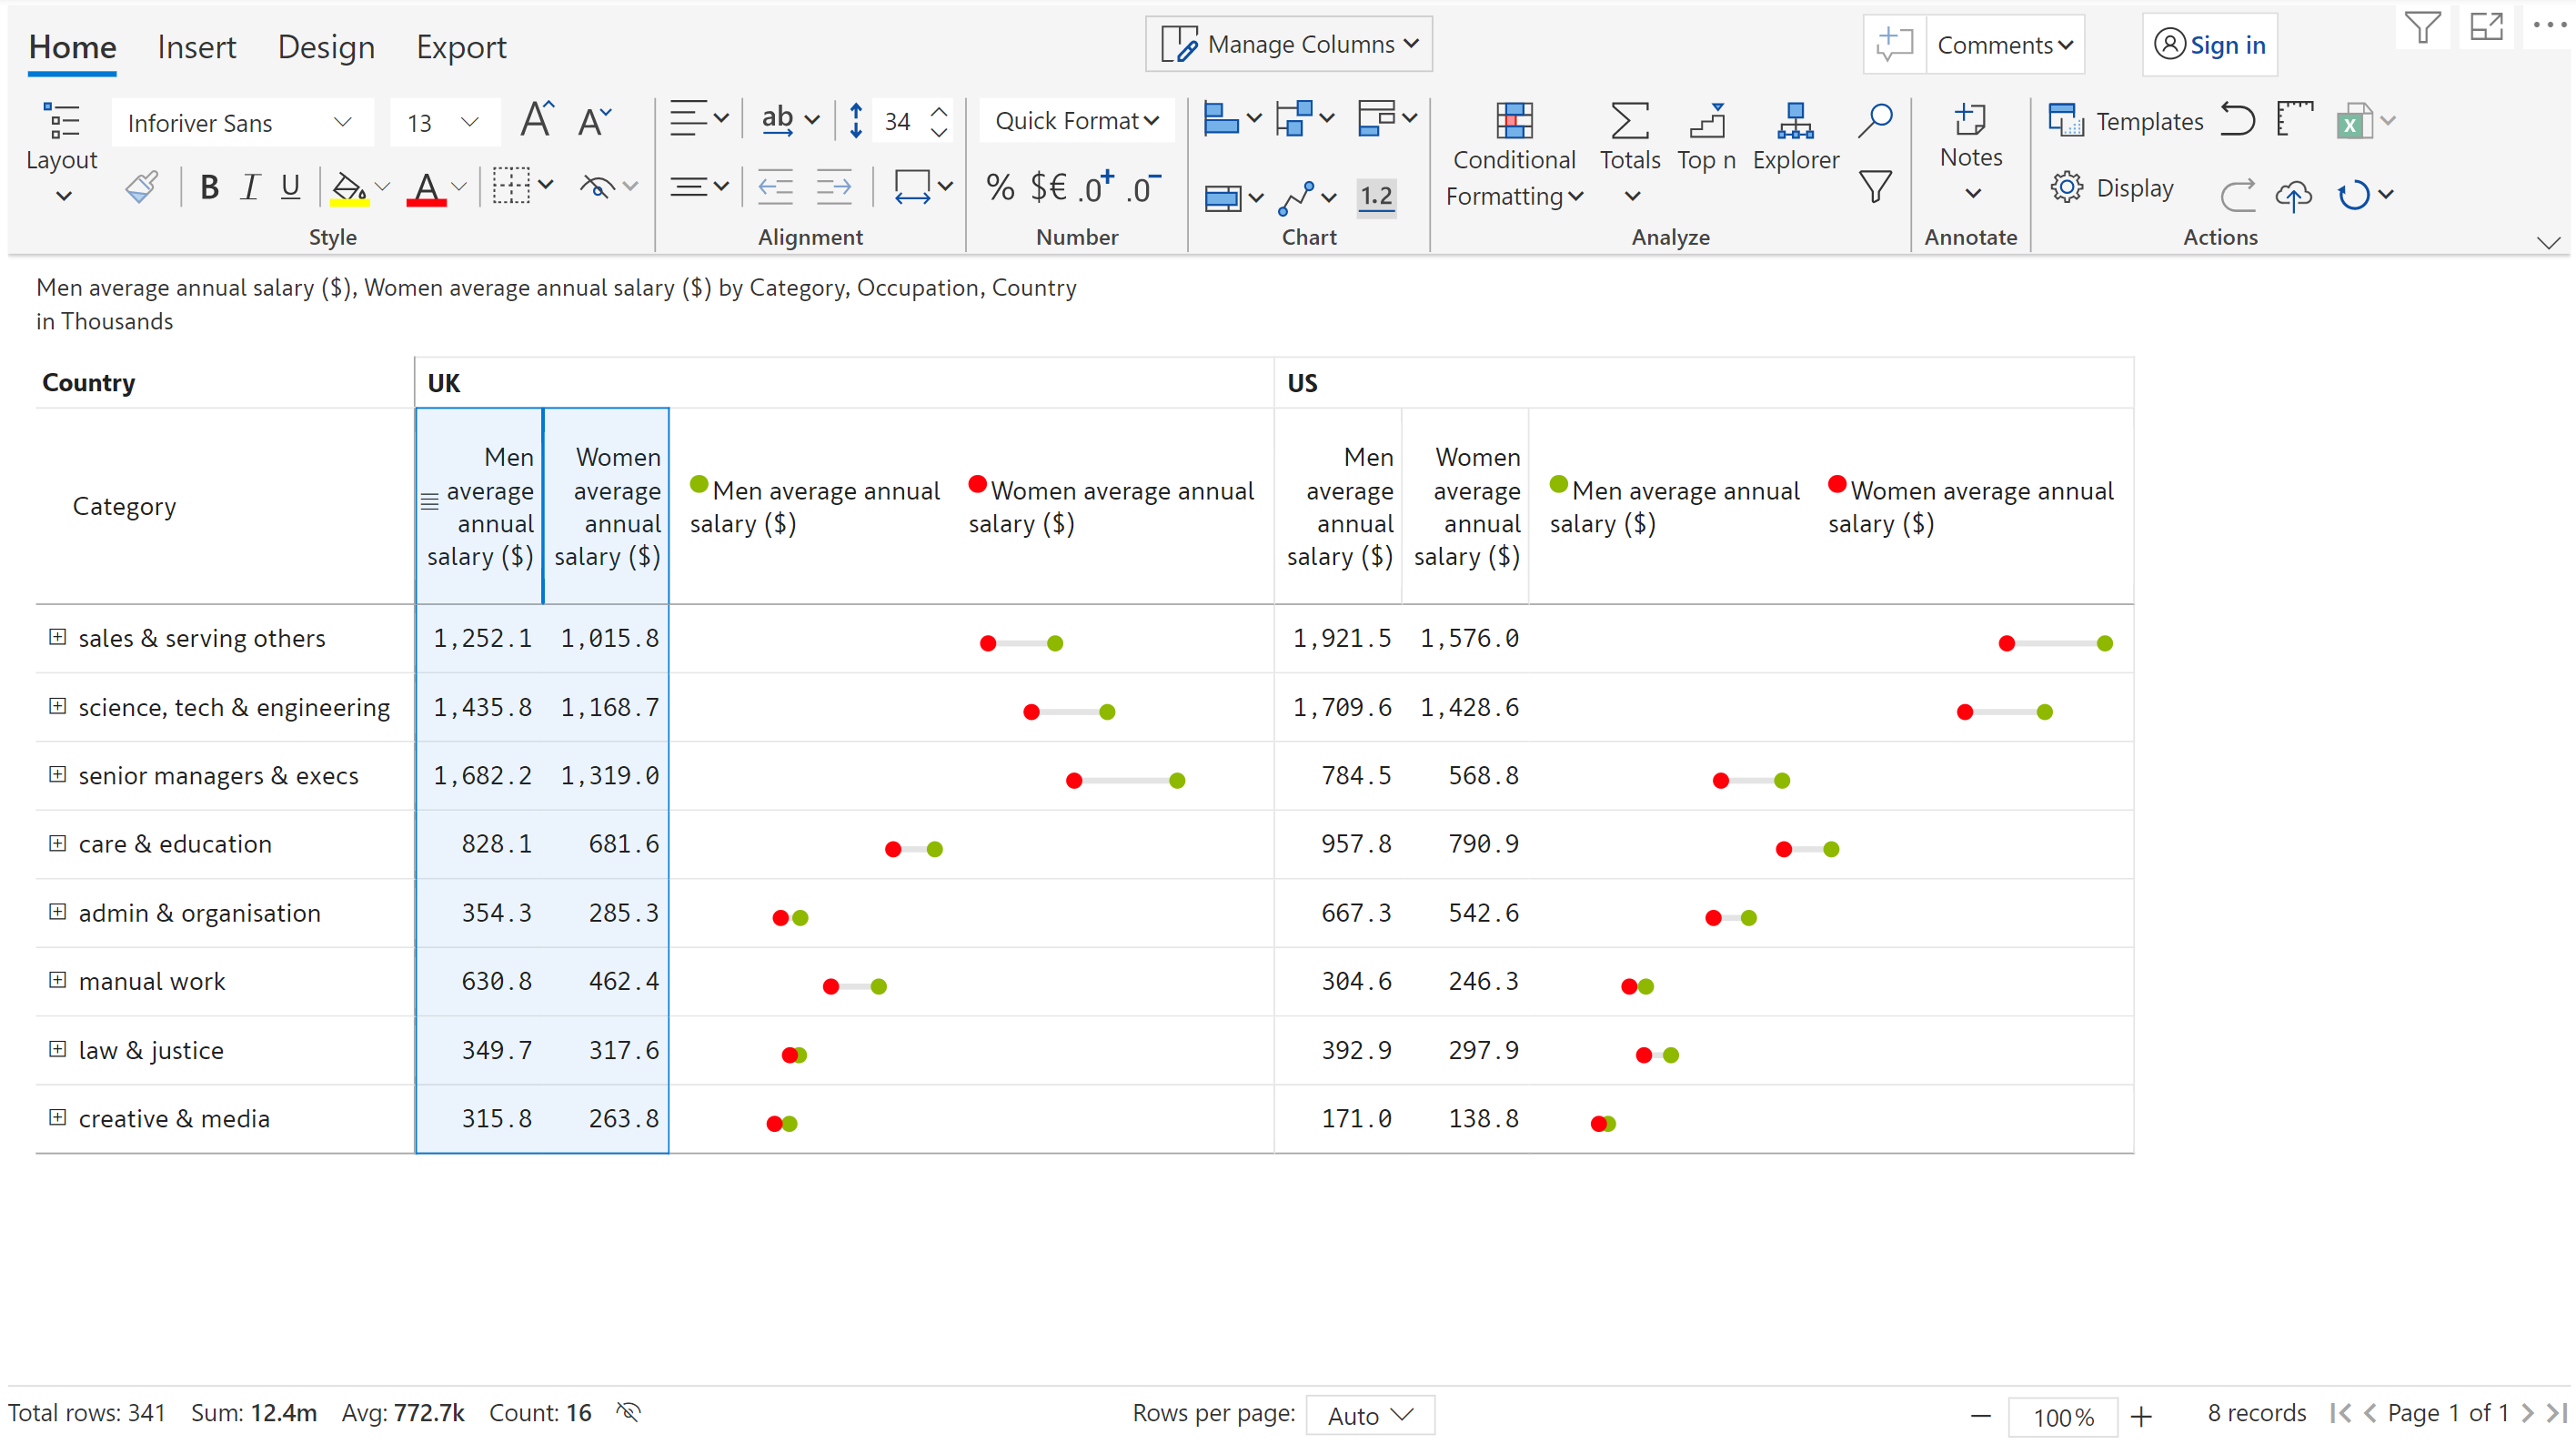 Home Insert Design Export Manage Columns Comments Sign in
Layout Inforiver Sans 13 A A ab 34 Quick Format Conditional Formatting Totals Top n Explorer Notes Templates
B I U A % $€ .0+ .0- 1.2 Display
Style Alignment Number Chart Analyze Annotate Actions
Men average annual salary ($), Women average annual salary ($) by Category, Occupation, Country
in Thousands
Country UK US
Category Men average annual salary ($) Women average annual salary ($) Men average annual salary ($) Women average annual salary ($) Men average annual salary ($) Women average annual salary ($) Men average annual salary ($) Women average annual salary ($)
sales & serving others 1,252.1 1,015.8 1,921.5 1,576.0
science, tech & engineering 1,435.8 1,168.7 1,709.6 1,428.6
senior managers & execs 1,682.2 1,319.0 784.5 568.8
care & education 828.1 681.6 957.8 790.9
admin & organisation 354.3 285.3 667.3 542.6
manual work 630.8 462.4 304.6 246.3
law & justice 349.7 317.6 392.9 297.9
creative & media 315.8 263.8 171.0 138.8
Total rows: 341 Sum: 12.4m Avg: 772.7k Count: 16 Rows per page: Auto 100% 8 records Page 1 of 1